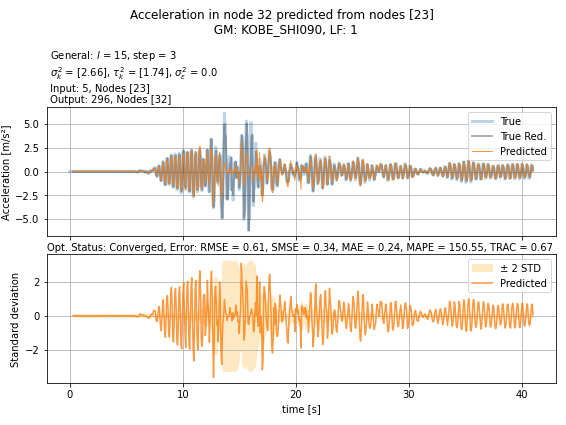 Acceleration in node 32 predicted from nodes [23]
GM: KOBE_SHI090, LF: 1
General: l = 15, step = 3
σ_k^2 = [2.66], τ_k^2 = [1.74], σ_ε^2 = 0.0
Input: 5, Nodes [23]
Output: 296, Nodes [32]
Acceleration [m/s²]
5.0
2.5
0.0
−2.5
−5.0
True
True Red.
Predicted
Opt. Status: Converged, Error: RMSE = 0.61, SMSE = 0.34, MAE = 0.24, MAPE = 150.55, TRAC = 0.67
Standard deviation
2
0
−2
± 2 STD
Predicted
0
10
20
30
40
time [s]